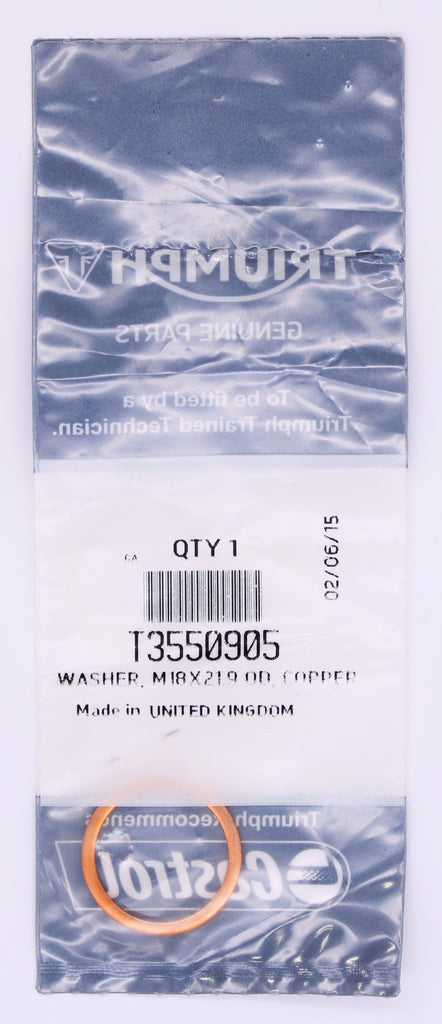 TRIUMPH
GENUINE PARTS
To be fitted by a
Triumph Trained Technician.
QTY 1
02/06/15
GA
T3550905
WASHER, M18X21.9 OD, COPPER
Made in UNITED KINGDOM
Triumph Recommends
Castrol